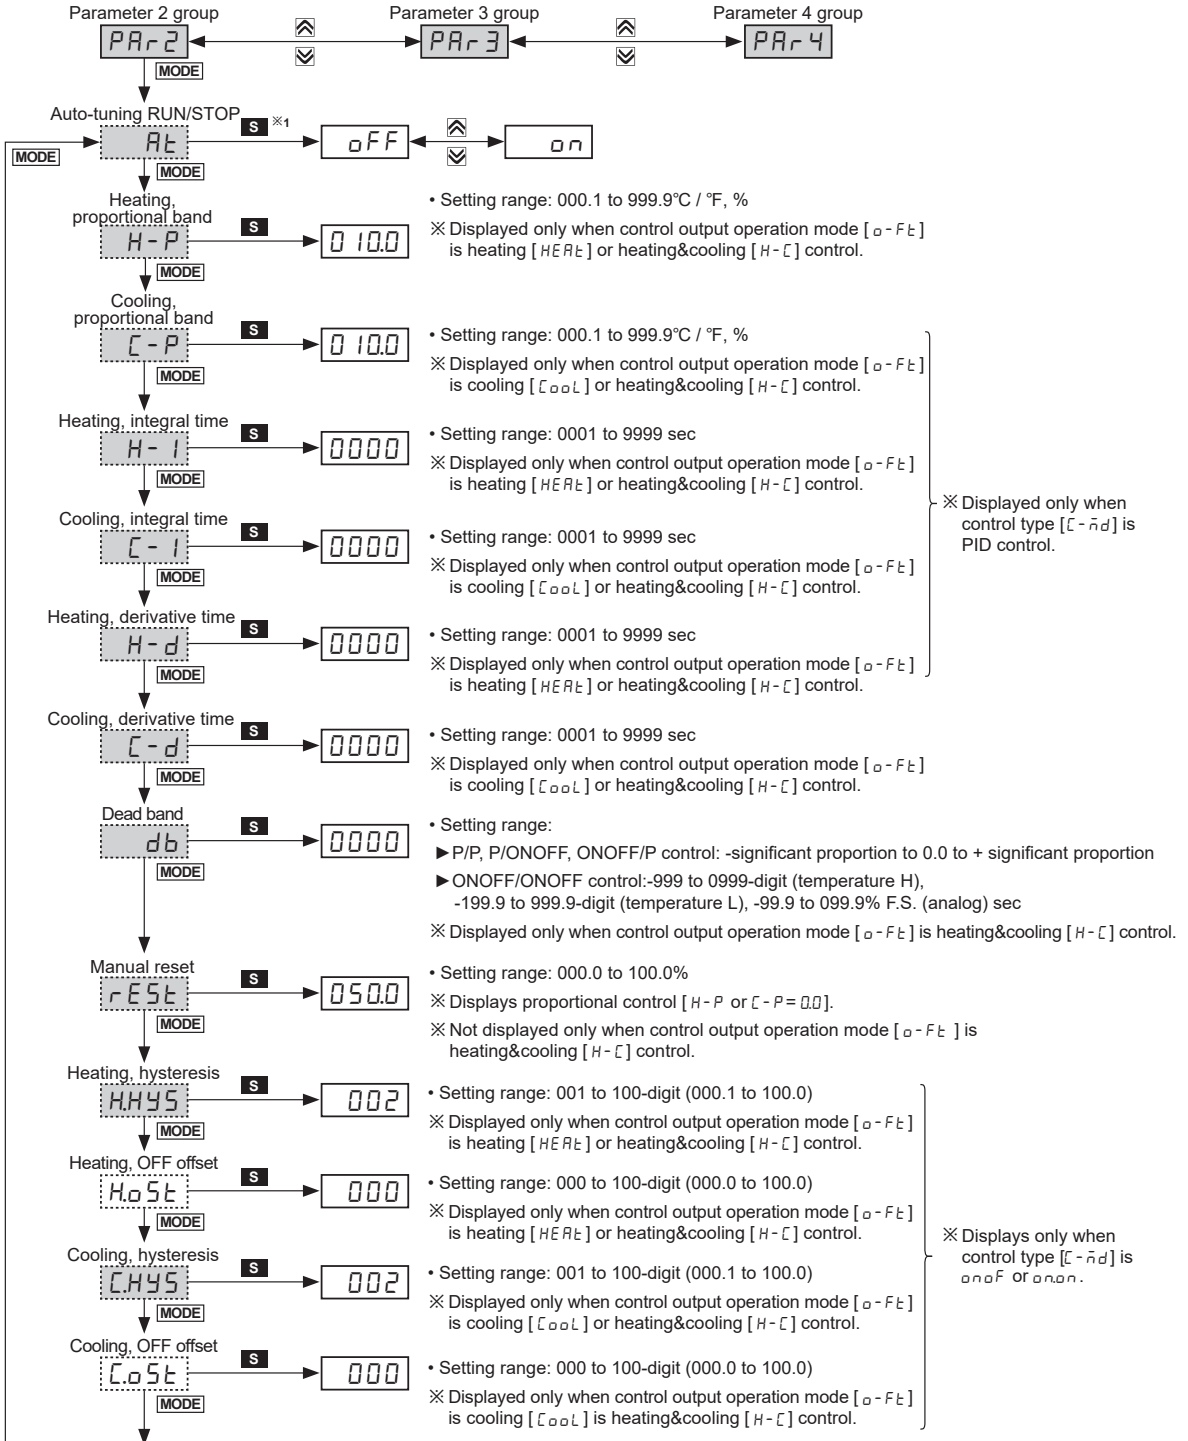 Parameter 2 group Parameter 3 group Parameter 4 group
PAr2 PAr3 PAr4
MODE
Auto-tuning RUN/STOP
At S ※1 oFF on
MODE
MODE
Heating,
proportional band
H-P S 010.0
MODE
• Setting range: 000.1 to 999.9℃ / ℉, %
※ Displayed only when control output operation mode [ o-Ft ]
is heating [ HEAt ] or heating&cooling [ H-C ] control.
Cooling,
proportional band
C-P S 010.0
MODE
• Setting range: 000.1 to 999.9℃ / ℉, %
※ Displayed only when control output operation mode [ o-Ft ]
is cooling [ CooL ] or heating&cooling [ H-C ] control.
Heating, integral time
H-I S 0000
MODE
• Setting range: 0001 to 9999 sec
※ Displayed only when control output operation mode [ o-Ft ]
is heating [ HEAt ] or heating&cooling [ H-C ] control.
Cooling, integral time
C-I S 0000
MODE
• Setting range: 0001 to 9999 sec
※ Displayed only when control output operation mode [ o-Ft ]
is cooling [ CooL ] or heating&cooling [ H-C ] control.
Heating, derivative time
H-d S 0000
MODE
• Setting range: 0001 to 9999 sec
※ Displayed only when control output operation mode [ o-Ft ]
is heating [ HEAt ] or heating&cooling [ H-C ] control.
※ Displayed only when
control type [C-md] is
PID control.
Cooling, derivative time
C-d S 0000
MODE
• Setting range: 0001 to 9999 sec
※ Displayed only when control output operation mode [ o-Ft ]
is cooling [ CooL ] or heating&cooling [ H-C ] control.
Dead band
db S 0000
MODE
• Setting range:
►P/P, P/ONOFF, ONOFF/P control: -significant proportion to 0.0 to + significant proportion
►ONOFF/ONOFF control:-999 to 0999-digit (temperature H),
-199.9 to 999.9-digit (temperature L), -99.9 to 099.9% F.S. (analog) sec
※ Displayed only when control output operation mode [ o-Ft ] is heating&cooling [ H-C ] control.
Manual reset
rESt S 050.0
MODE
• Setting range: 000.0 to 100.0%
※ Displays proportional control [ H-P or C-P= 0.0 ].
※ Not displayed only when control output operation mode [ o-Ft ] is
heating&cooling [ H-C ] control.
Heating, hysteresis
H.HYS S 002
MODE
• Setting range: 001 to 100-digit (000.1 to 100.0)
※ Displayed only when control output operation mode [ o-Ft ]
is heating [ HEAt ] or heating&cooling [ H-C ] control.
Heating, OFF offset
H.oSt S 000
MODE
• Setting range: 000 to 100-digit (000.0 to 100.0)
※ Displayed only when control output operation mode [ o-Ft ]
is heating [ HEAt ] or heating&cooling [ H-C ] control.
Cooling, hysteresis
C.HYS S 002
MODE
• Setting range: 001 to 100-digit (000.1 to 100.0)
※ Displayed only when control output operation mode [ o-Ft ]
is cooling [ CooL ] or heating&cooling [ H-C ] control.
Cooling, OFF offset
C.oSt S 000
MODE
• Setting range: 000 to 100-digit (000.0 to 100.0)
※ Displayed only when control output operation mode [ o-Ft ]
is cooling [ CooL ] is heating&cooling [ H-C ] control.
※ Displays only when
control type [C-md] is
onoF or on.on.